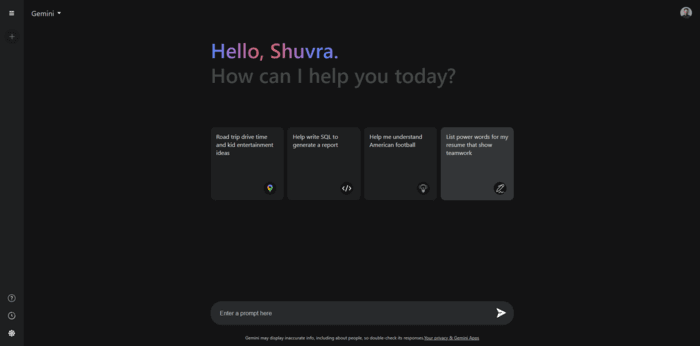 Gemini
Hello, Shuvra.
How can I help you today?
Road trip drive time
and kid entertainment
ideas
Help write SQL to
generate a report
Help me understand
American football
List power words for my
resume that show
teamwork
Enter a prompt here
Gemini may display inaccurate info, including about people, so double-check its responses.Your privacy & Gemini Apps